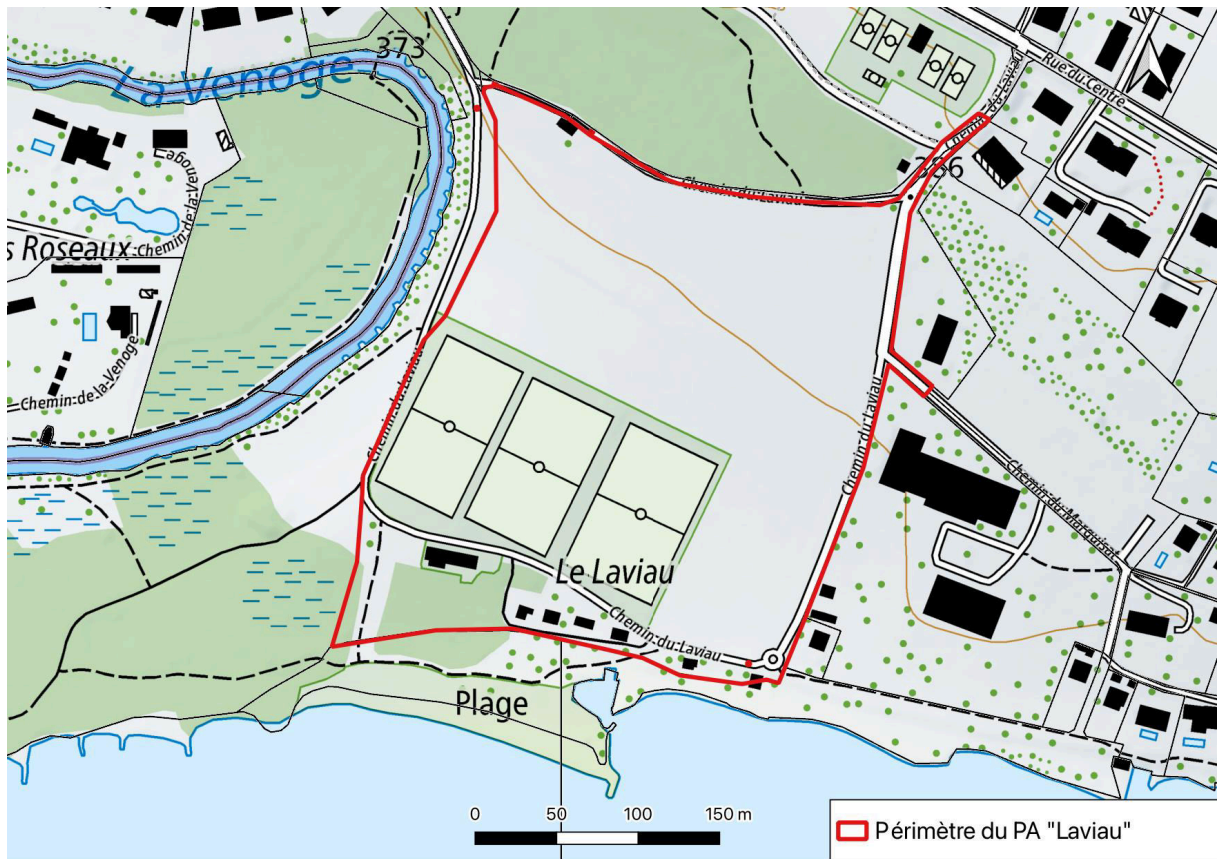 373
La Venoge
Rue du Centre
Chemin du Laviau
386
Chemin-du-Laviau
Chemin-de-la-Venoge
s Roseaux
Chemin-de-la-Venoge
Chemin-du-Laviau
Chemin-du-Laviau
Chemin-du-Marquisat
Le Laviau
Chemin-du-Laviau
Plage
0 50 100 150 m
Périmètre du PA "Laviau"